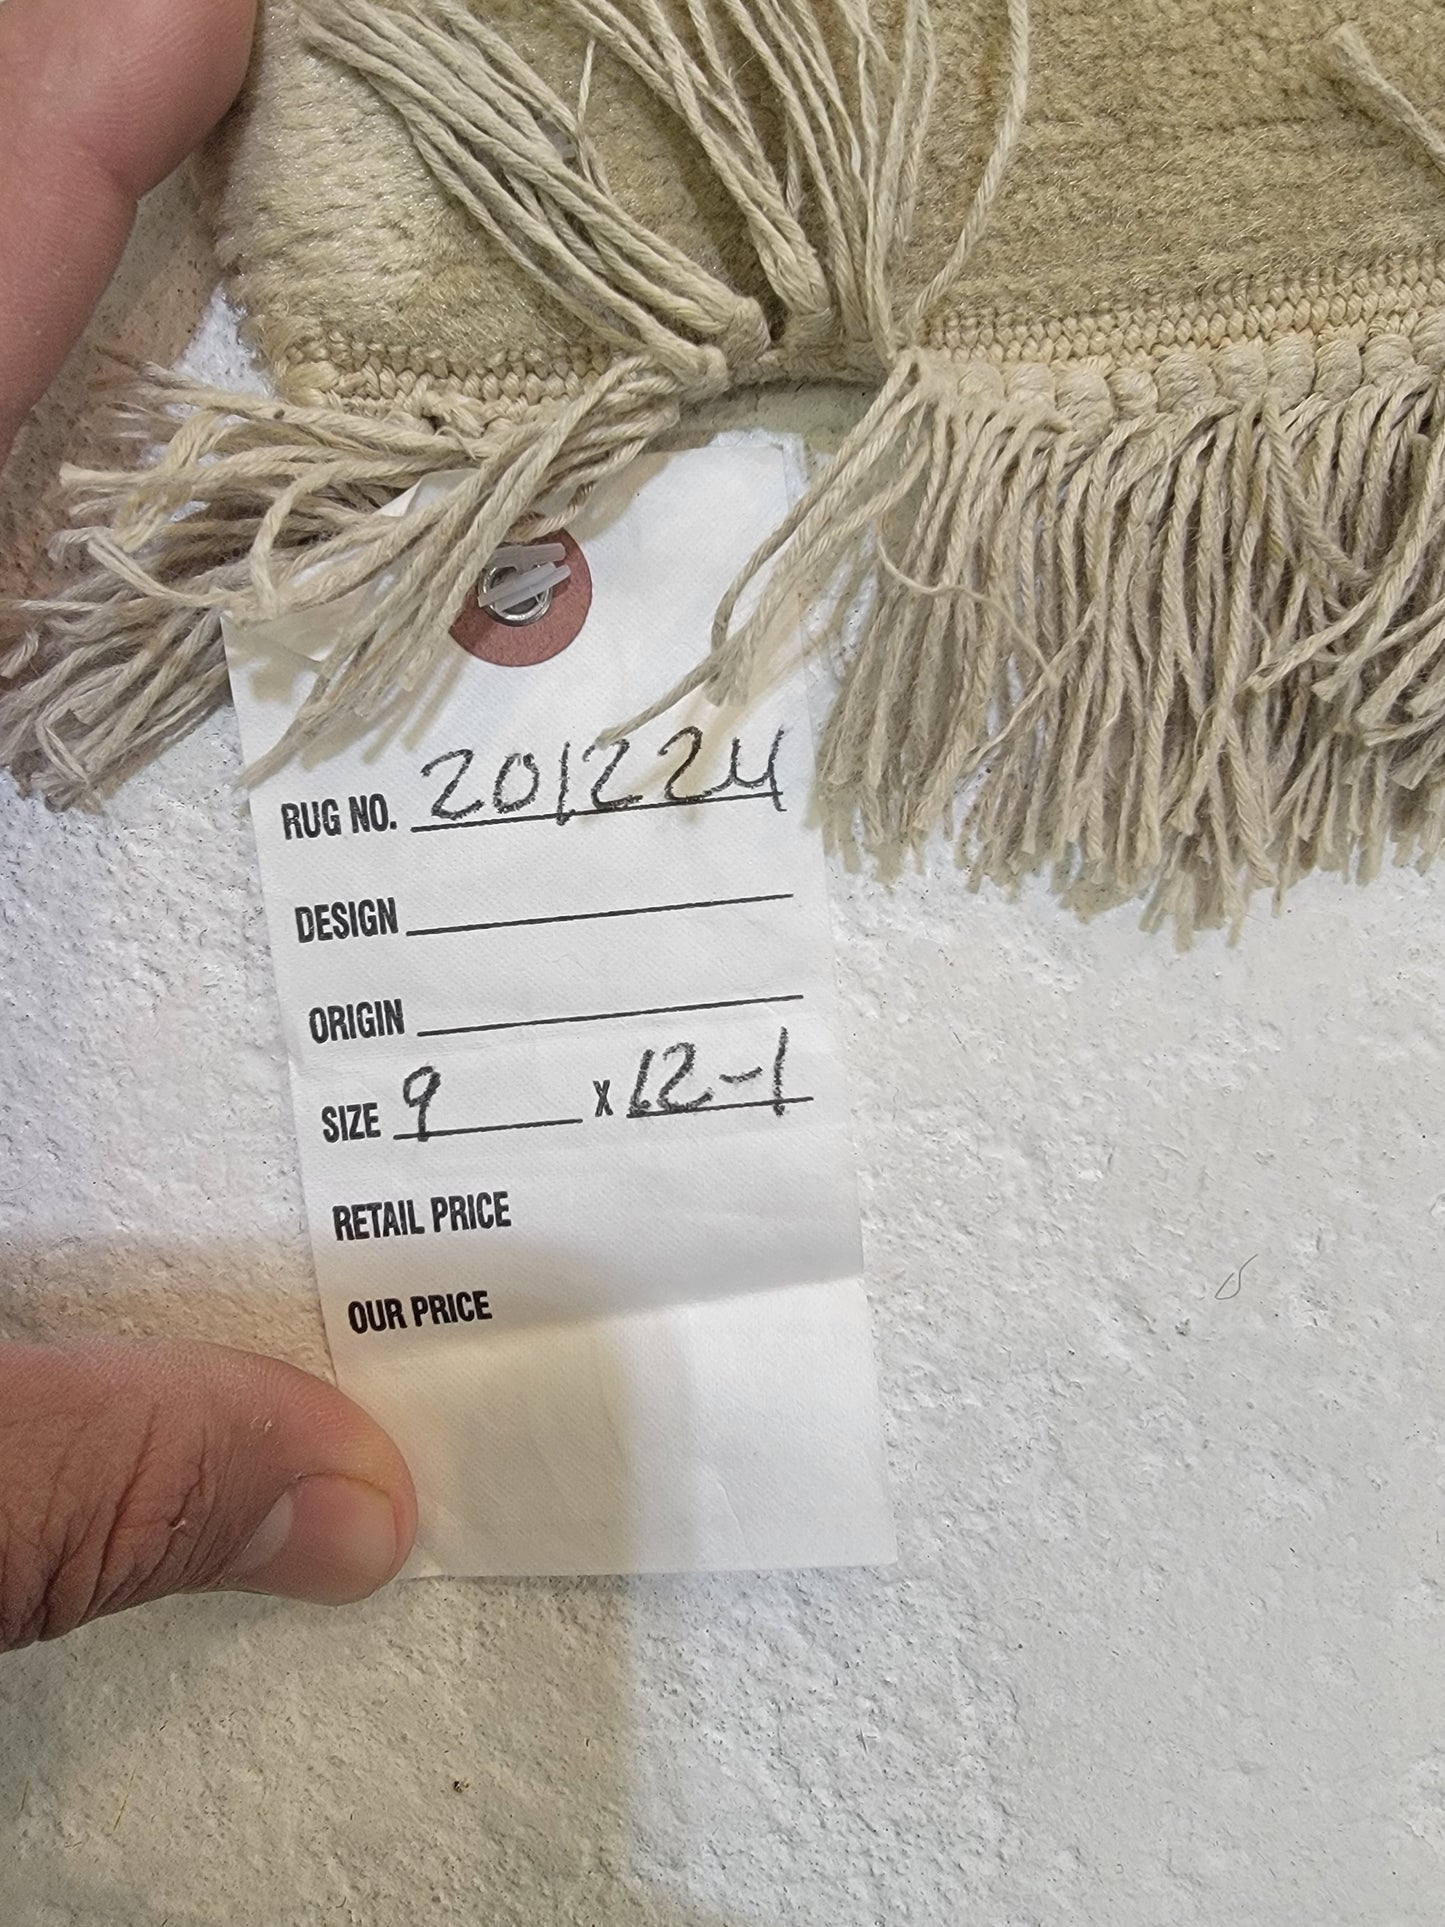 RUG NO. 201224
DESIGN
ORIGIN
SIZE 9 X 12-1
RETAIL PRICE
OUR PRICE